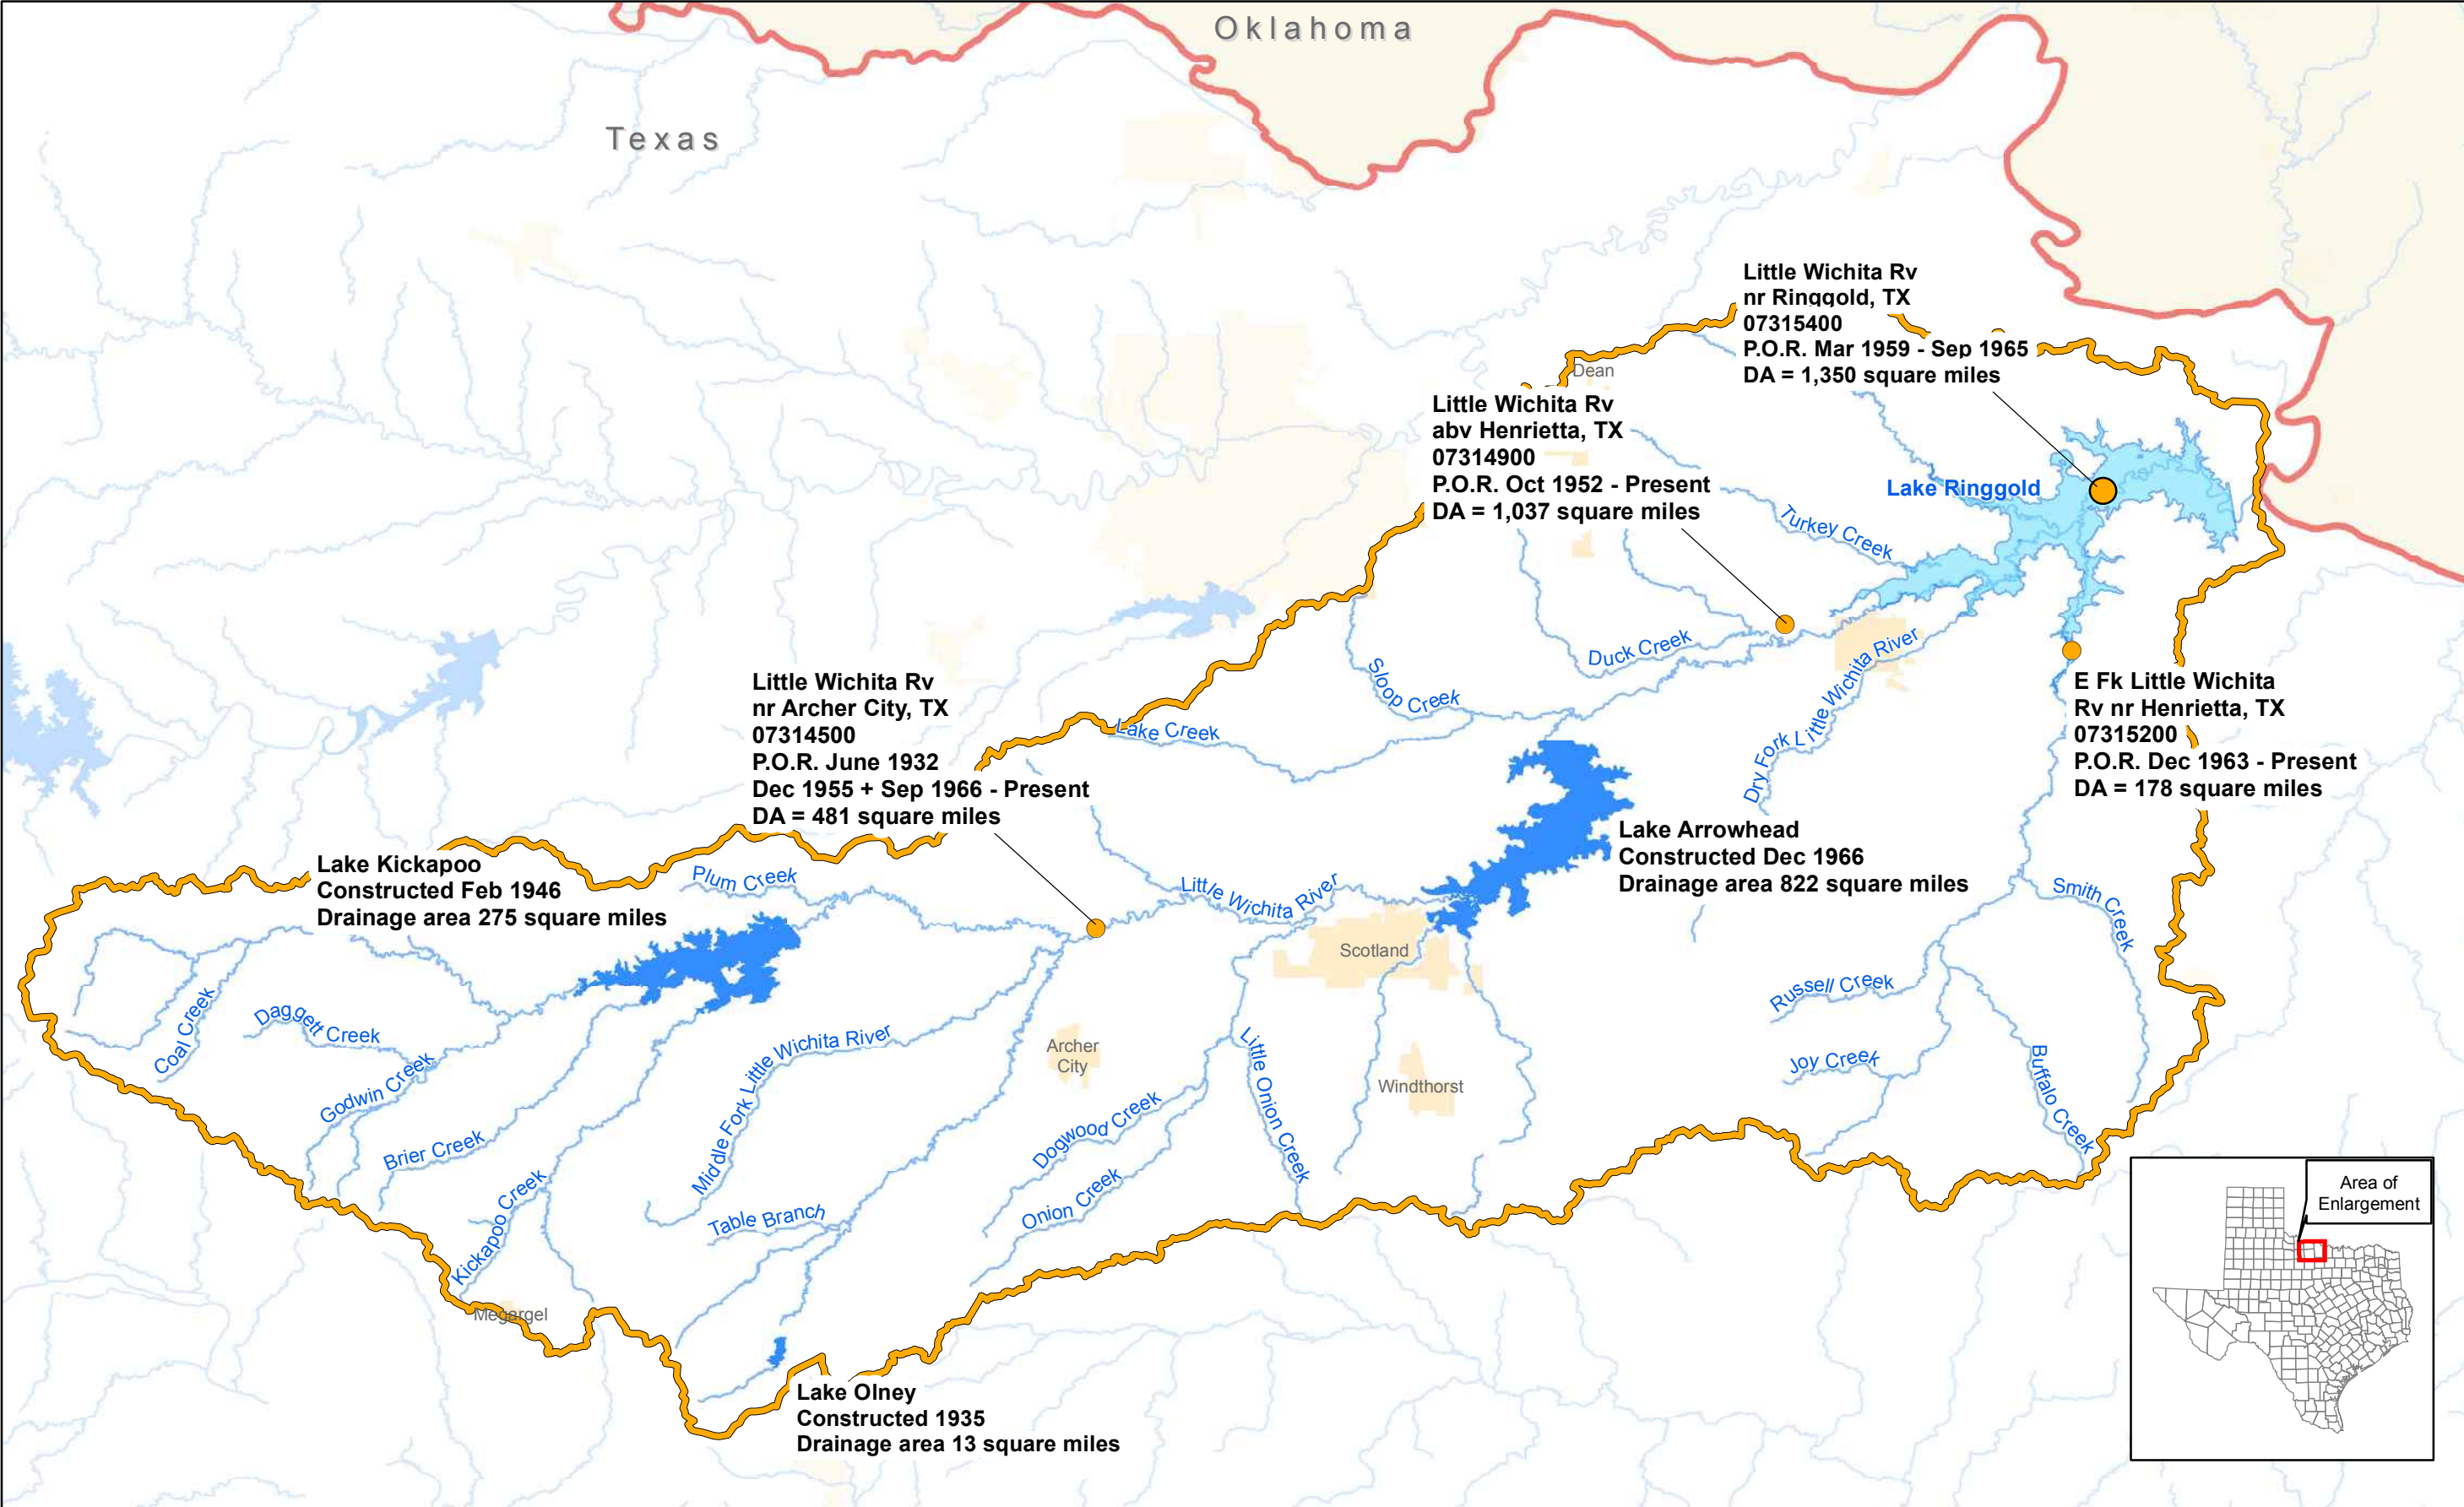 Oklahoma
Texas
Little Wichita Rv
nr Ringgold, TX
07315400
P.O.R. Mar 1959 - Sep 1965
DA = 1,350 square miles
Dean
Little Wichita Rv
abv Henrietta, TX
07314900
P.O.R. Oct 1952 - Present
DA = 1,037 square miles
Lake Ringgold
Turkey Creek
Duck Creek
Sloop Creek
Dry Fork Little Wichita River
Lake Creek
Little Wichita Rv
nr Archer City, TX
07314500
P.O.R. June 1932
Dec 1955 + Sep 1966 - Present
DA = 481 square miles
E Fk Little Wichita
Rv nr Henrietta, TX
07315200
P.O.R. Dec 1963 - Present
DA = 178 square miles
Lake Arrowhead
Constructed Dec 1966
Drainage area 822 square miles
Lake Kickapoo
Constructed Feb 1946
Drainage area 275 square miles
Plum Creek
Little Wichita River
Smith Creek
Scotland
Russell Creek
Coal Creek
Daggett Creek
Godwin Creek
Middle Fork Little Wichita River
Archer
City
Little Onion Creek
Windthorst
Joy Creek
Buffalo Creek
Brier Creek
Dogwood Creek
Kickapoo Creek
Table Branch
Onion Creek
Megargel
Lake Olney
Constructed 1935
Drainage area 13 square miles
Area of
Enlargement